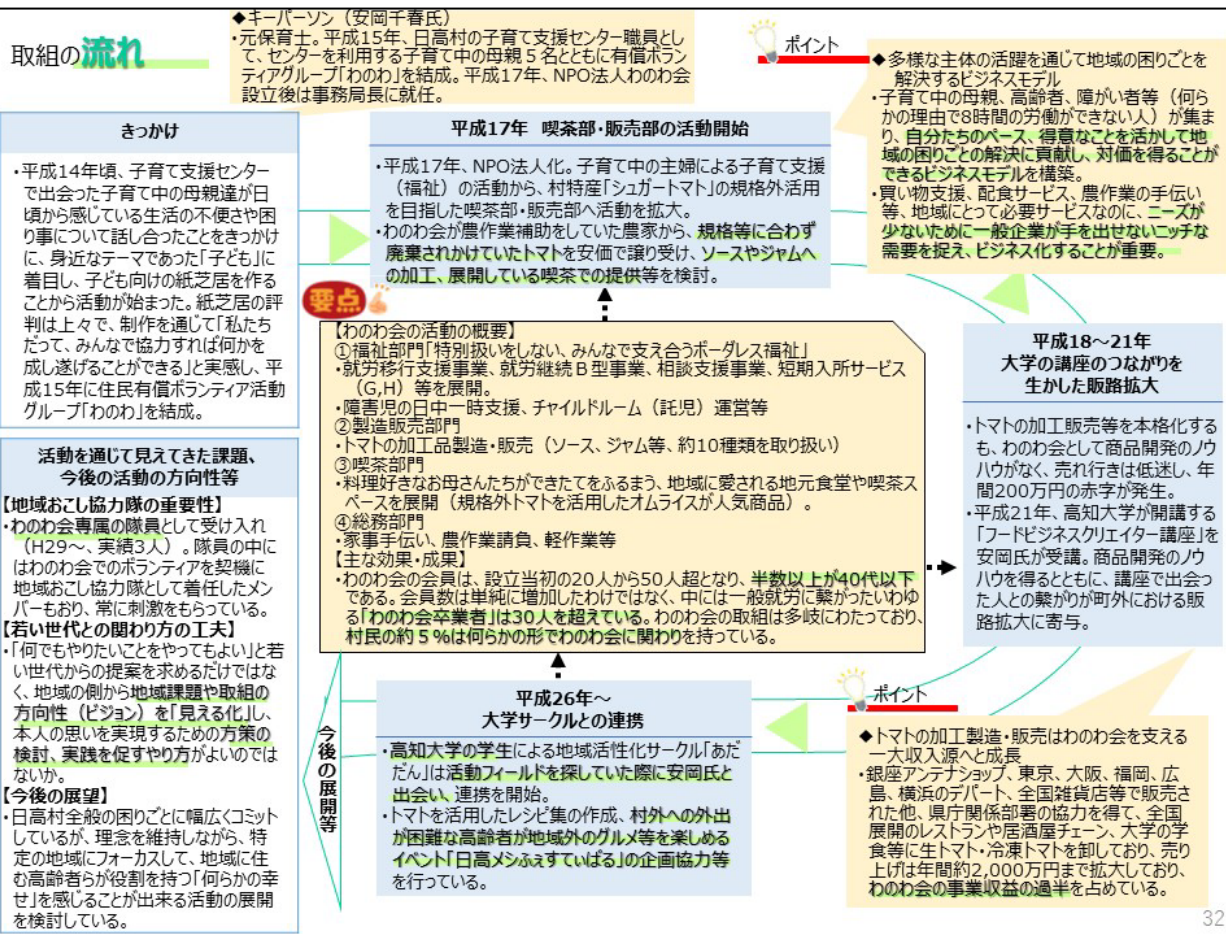 取組の流れ
◆キーパーソン（安岡千春氏）
・元保育士。平成15年、日高村の子育て支援センター職員とし
て、センターを利用する子育て中の母親５名とともに有償ボラン
ティアグループ「わのわ」を結成。平成17年、NPO法人わのわ会
設立後は事務局長に就任。
ポイント
◆多様な主体の活躍を通じて地域の困りごとを
解決するビジネスモデル
・子育て中の母親、高齢者、障がい者等（何ら
かの理由で8時間の労働ができない人）が集ま
り、自分たちのペース、得意なことを活かして地
域の困りごとの解決に貢献し、対価を得ることが
できるビジネスモデルを構築。
・買い物支援、配食サービス、農作業の手伝い
等、地域にとって必要サービスなのに、ニーズが
少ないために一般企業が手を出せないニッチな
需要を捉え、ビジネス化することが重要。
きっかけ
・平成14年頃、子育て支援センター
で出会った子育て中の母親達が日
頃から感じている生活の不便さや困
り事について話し合ったことをきっかけ
に、身近なテーマであった「子ども」に
着目し、子ども向けの紙芝居を作る
ことから活動が始まった。紙芝居の評
判は上々で、制作を通じて「私たち
だって、みんなで協力すれば何かを
成し遂げることができる」と実感し、平
成15年に住民有償ボランティア活動
グループ「わのわ」を結成。
平成17年 喫茶部・販売部の活動開始
・平成17年、NPO法人化。子育て中の主婦による子育て支援
（福祉）の活動から、村特産「シュガートマト」の規格外活用
を目指した喫茶部・販売部へ活動を拡大。
・わのわ会が農作業補助をしていた農家から、規格等に合わず
廃棄されかけていたトマトを安価で譲り受け、ソースやジャムへ
の加工、展開している喫茶での提供等を検討。
要点
【わのわ会の活動の概要】
①福祉部門「特別扱いをしない、みんなで支え合うボーダレス福祉」
・就労移行支援事業、就労継続Ｂ型事業、相談支援事業、短期入所サービス
（G,H）等を展開。
・障害児の日中一時支援、チャイルドルーム（託児）運営等
②製造販売部門
・トマトの加工品製造・販売（ソース、ジャム等、約10種類を取り扱い）
③喫茶部門
・料理好きなお母さんたちができたてをふるまう、地域に愛される地元食堂や喫茶ス
ペースを展開（規格外トマトを活用したオムライスが人気商品）。
④総務部門
・家事手伝い、農作業請負、軽作業等
【主な効果・成果】
・わのわ会の会員は、設立当初の20人から50人超となり、半数以上が40代以下
である。会員数は単純に増加したわけではなく、中には一般就労に繋がったいわゆ
る「わのわ会卒業者」は30人を超えている。わのわ会の取組は多岐にわたっており、
村民の約５％は何らかの形でわのわ会に関わりを持っている。
平成18～21年
大学の講座のつながりを
生かした販路拡大
・トマトの加工販売等を本格化する
も、わのわ会として商品開発のノウ
ハウがなく、売れ行きは低迷し、年
間200万円の赤字が発生。
・平成21年、高知大学が開講する
「フードビジネスクリエイター講座」を
安岡氏が受講。商品開発のノウ
ハウを得るとともに、講座で出会っ
た人との繋がりが町外における販
路拡大に寄与。
ポイント
◆トマトの加工製造・販売はわのわ会を支える
一大収入源へと成長
・銀座アンテナショップ、東京、大阪、福岡、広
島、横浜のデパート、全国雑貨店等で販売さ
れた他、県庁関係部署の協力を得て、全国
展開のレストランや居酒屋チェーン、大学の学
食等に生トマト・冷凍トマトを卸しており、売り
上げは年間約2,000万円まで拡大しており、
わのわ会の事業収益の過半を占めている。
平成26年～
大学サークルとの連携
・高知大学の学生による地域活性化サークル「あだ
だん」は活動フィールドを探していた際に安岡氏と
出会い、連携を開始。
・トマトを活用したレシピ集の作成、村外への外出
が困難な高齢者が地域外のグルメ等を楽しめる
イベント「日高メシふぇすてぃばる」の企画協力等
を行っている。
今後の展開等
活動を通じて見えてきた課題、
今後の活動の方向性等
【地域おこし協力隊の重要性】
・わのわ会専属の隊員として受け入れ
（H29～、実績3人）。隊員の中に
はわのわ会でのボランティアを契機に
地域おこし協力隊として着任したメン
バーもおり、常に刺激をもらっている。
【若い世代との関わり方の工夫】
・「何でもやりたいことをやってもよい」と若
い世代からの提案を求めるだけではな
く、地域の側から地域課題や取組の
方向性（ビジョン）を「見える化」し、
本人の思いを実現するための方策の
検討、実践を促すやり方がよいのでは
ないか。
【今後の展望】
・日高村全般の困りごとに幅広くコミット
しているが、理念を維持しながら、特
定の地域にフォーカスして、地域に住
む高齢者らが役割を持つ「何らかの幸
せ」を感じることが出来る活動の展開
を検討している。
32